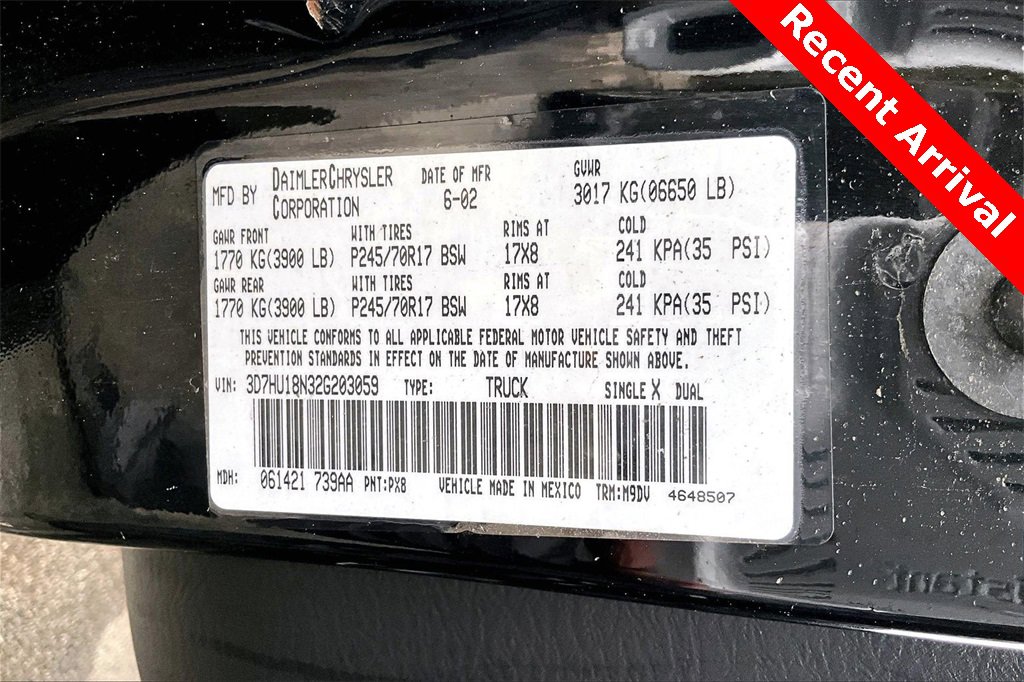 Recent Arrival
MFD BY DAIMLERCHRYSLER CORPORATION DATE OF MFR 6-02 GVWR 3017 KG(06650 LB)
GAWR FRONT WITH TIRES RIMS AT COLD
1770 KG(3900 LB) P245/70R17 BSW 17X8 241 KPA(35 PSI)
GAWR REAR WITH TIRES RIMS AT COLD
1770 KG(3900 LB) P245/70R17 BSW 17X8 241 KPA(35 PSI)
THIS VEHICLE CONFORMS TO ALL APPLICABLE FEDERAL MOTOR VEHICLE SAFETY AND THEFT
PREVENTION STANDARDS IN EFFECT ON THE DATE OF MANUFACTURE SHOWN ABOVE.
VIN: 3D7HU18N32G203059 TYPE: TRUCK SINGLE X DUAL
MDH: 061421 739AA PNT:PX8 VEHICLE MADE IN MEXICO TRM:M9DV 4648507